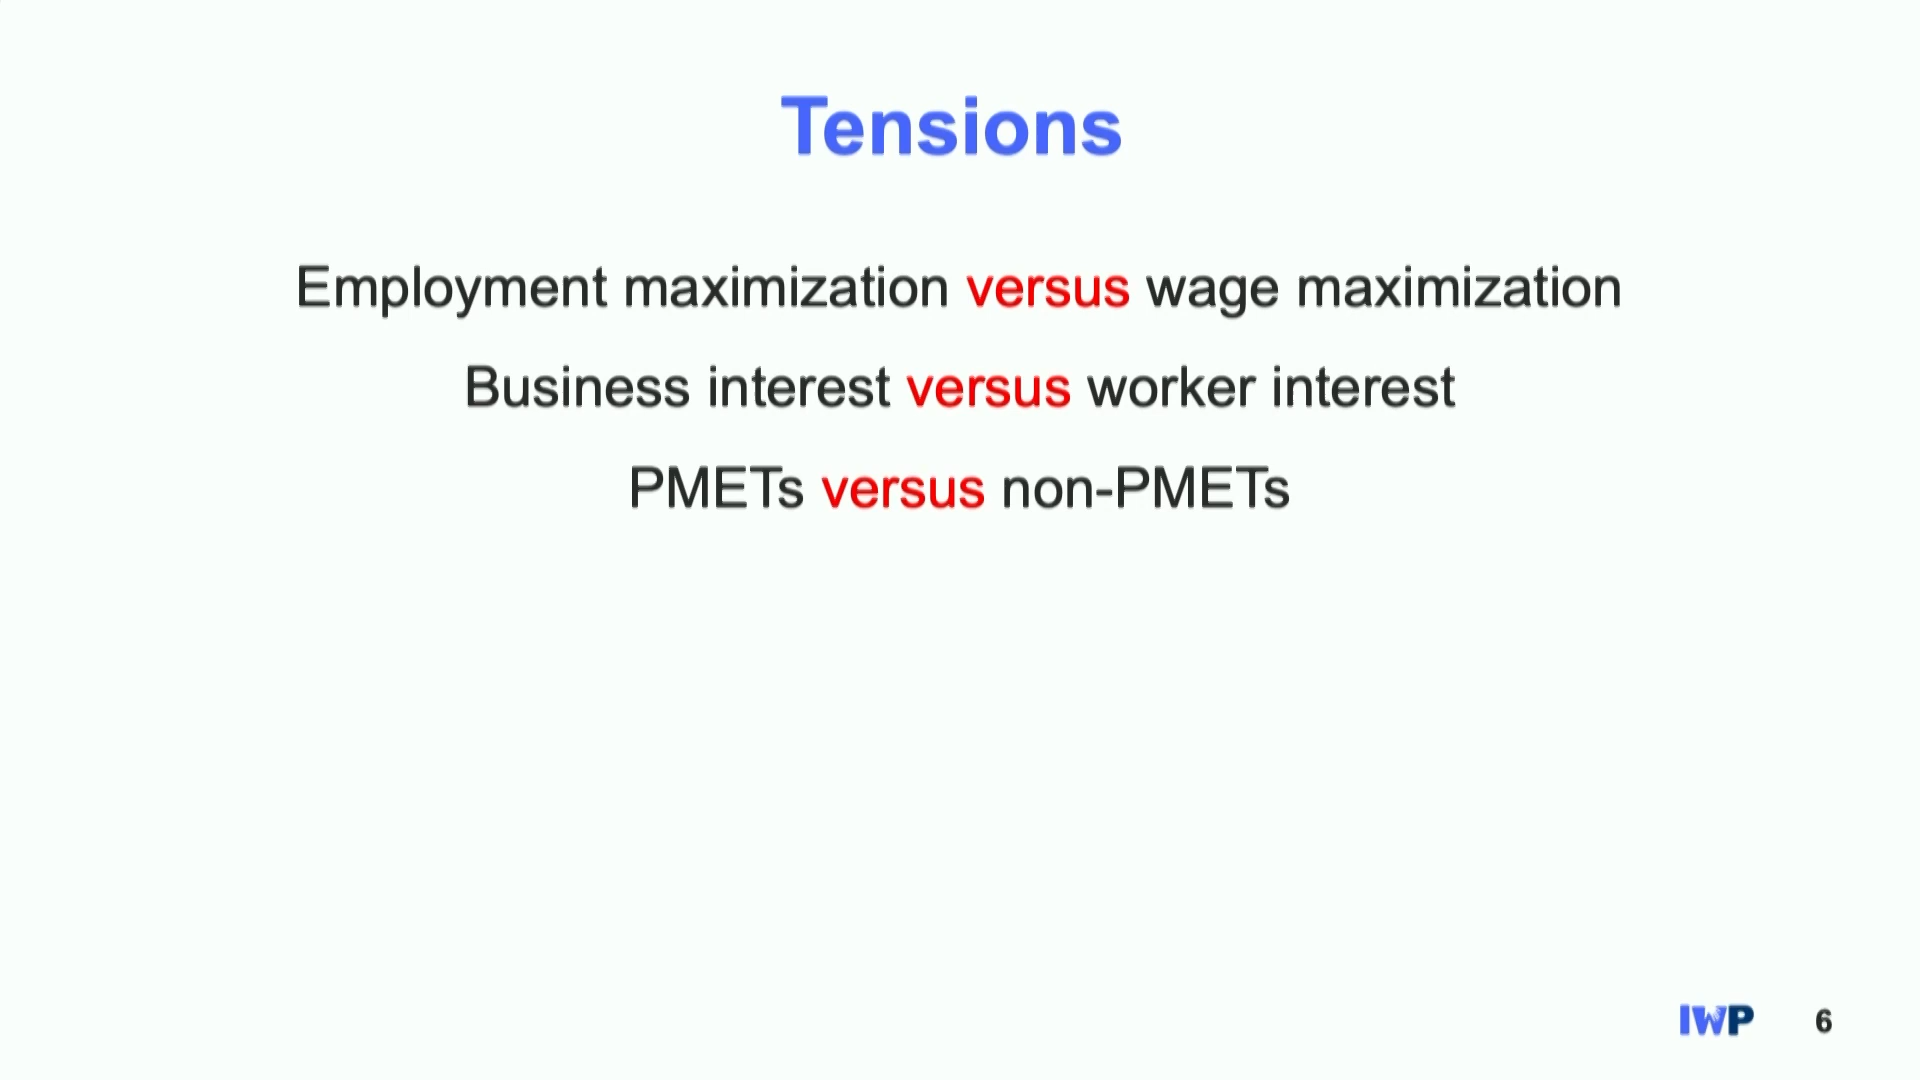 Tensions
Employment maximization versus wage maximization
Business interest versus worker interest
PMETs versus non-PMETs
IWP 6